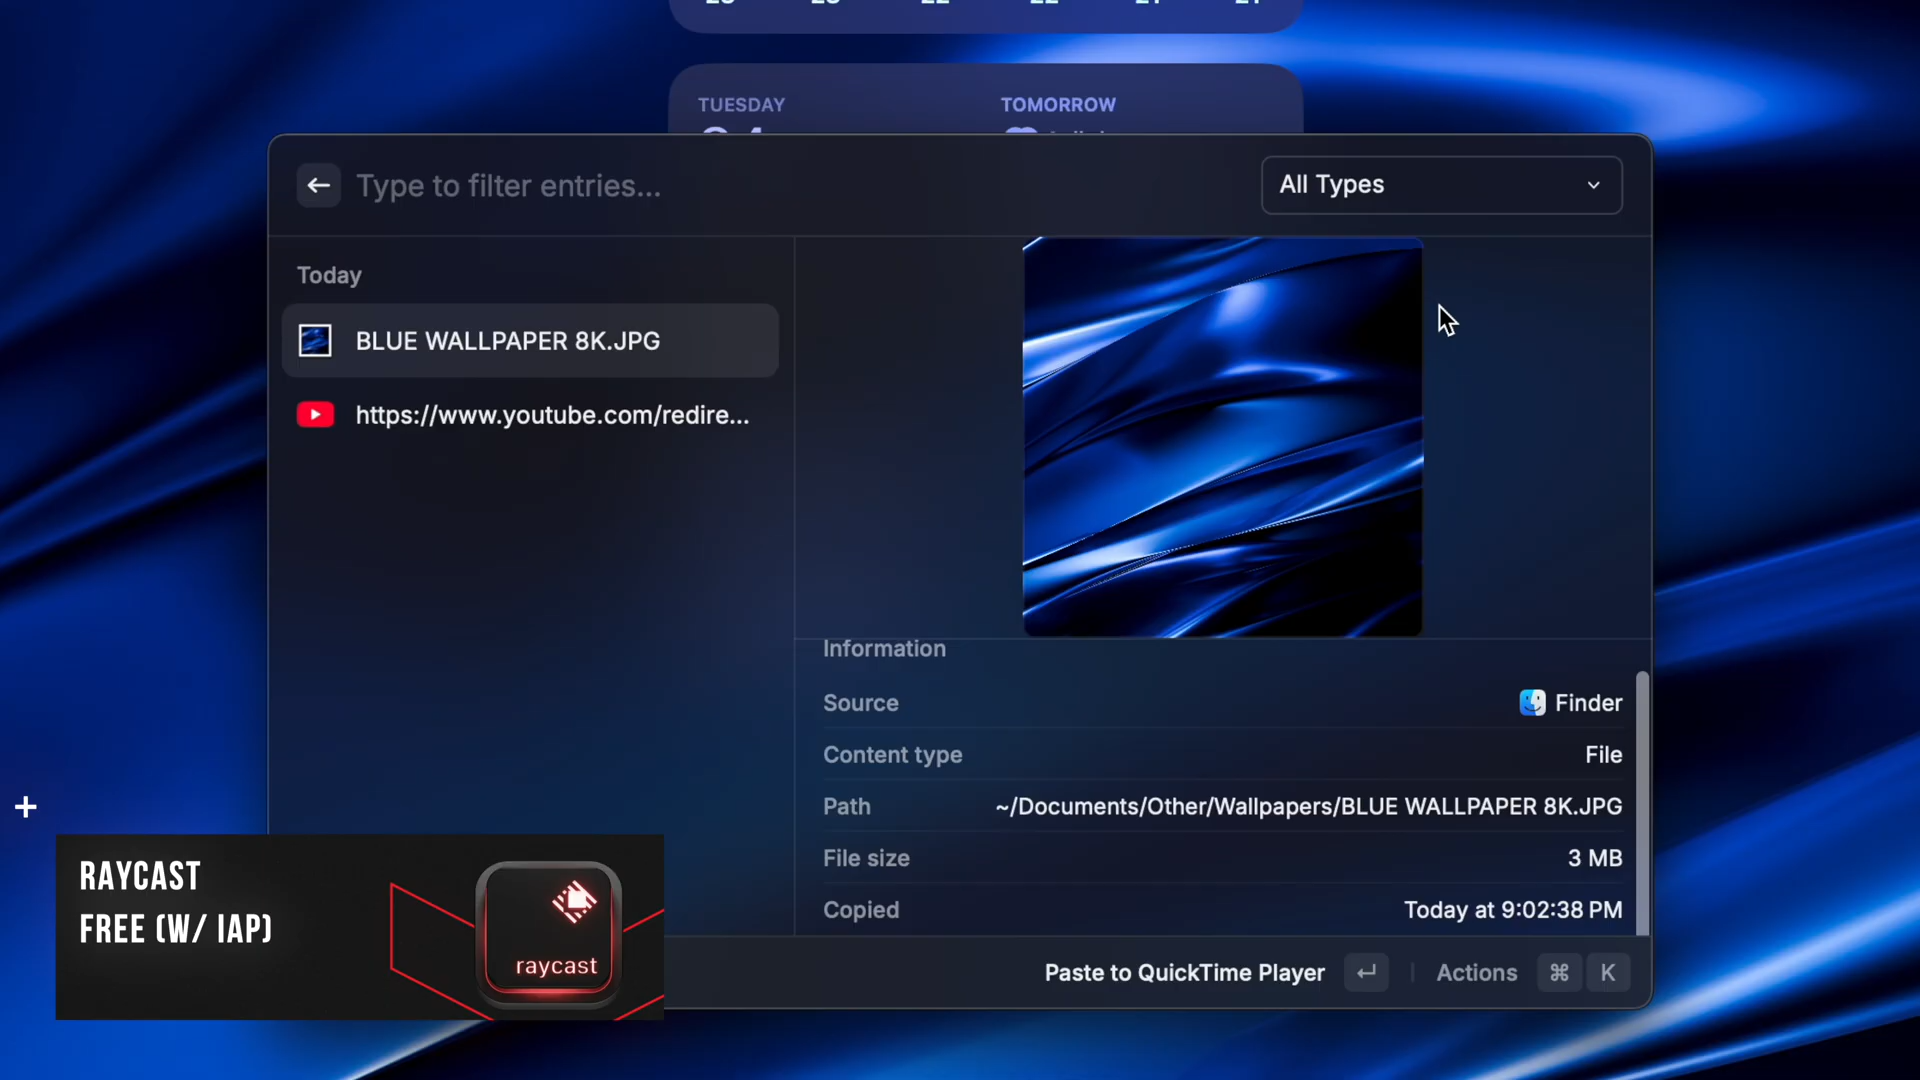 TUESDAY
TOMORROW
Type to filter entries...
All Types
Today
BLUE WALLPAPER 8K.JPG
https://www.youtube.com/redire...
Information
Source
Finder
Content type
File
Path
~/Documents/Other/Wallpapers/BLUE WALLPAPER 8K.JPG
File size
3 MB
Copied
Today at 9:02:38 PM
RAYCAST
FREE (W/ IAP)
raycast
Paste to QuickTime Player
Actions
⌘ K